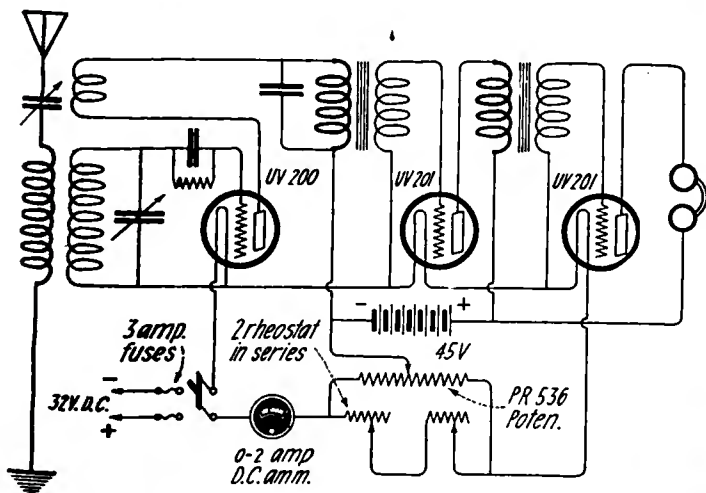 UV 200
UV 201
UV 201
- +
45V
3 amp.
fuses
2 rheostat
in series
-
32V. D.C.
+
PR 536
Poten.
0-2 amp
D.C. amm.